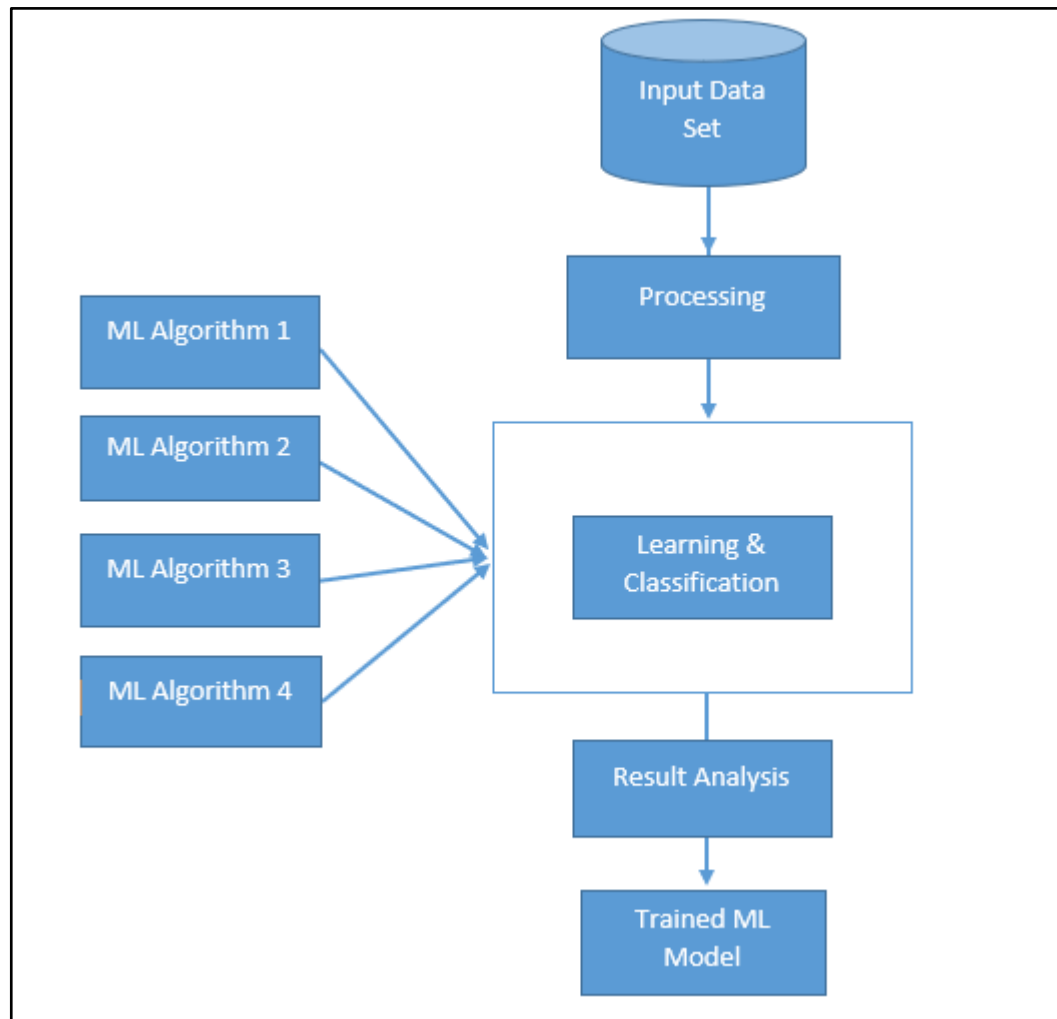 Input Data
Set
Processing
ML Algorithm 1
ML Algorithm 2
ML Algorithm 3
ML Algorithm 4
Learning &
Classification
Result Analysis
Trained ML
Model